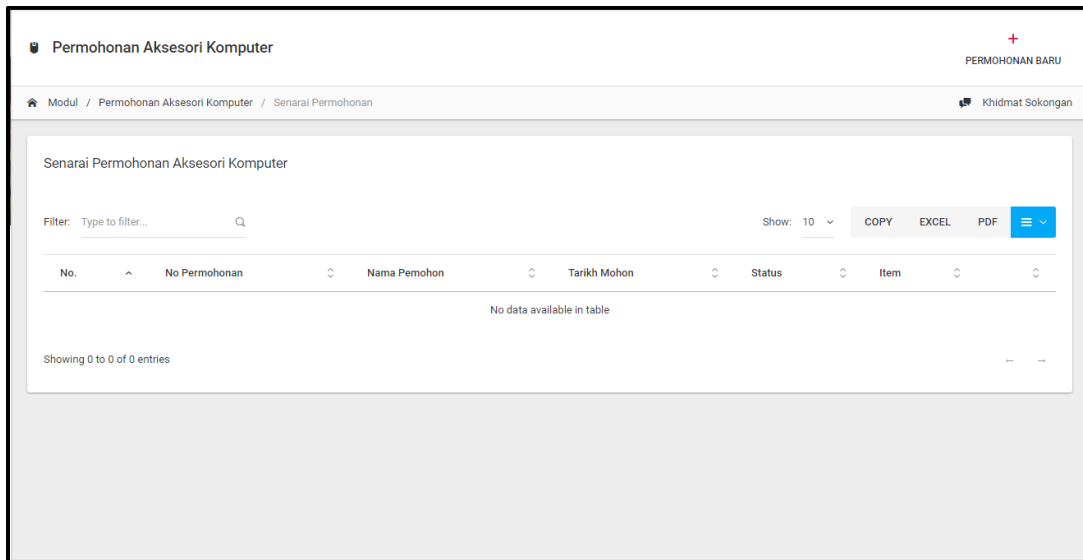 Permohonan Aksesori Komputer
PERMOHONAN BARU
Modul / Permohonan Aksesori Komputer / Senarai Permohonan
Khidmat Sokongan
Senarai Permohonan Aksesori Komputer
Filter: Type to filter... Show: 10 COPY EXCEL PDF
No. No Permohonan Nama Pemohon Tarikh Mohon Status Item
No data available in table
Showing 0 to 0 of 0 entries ← →